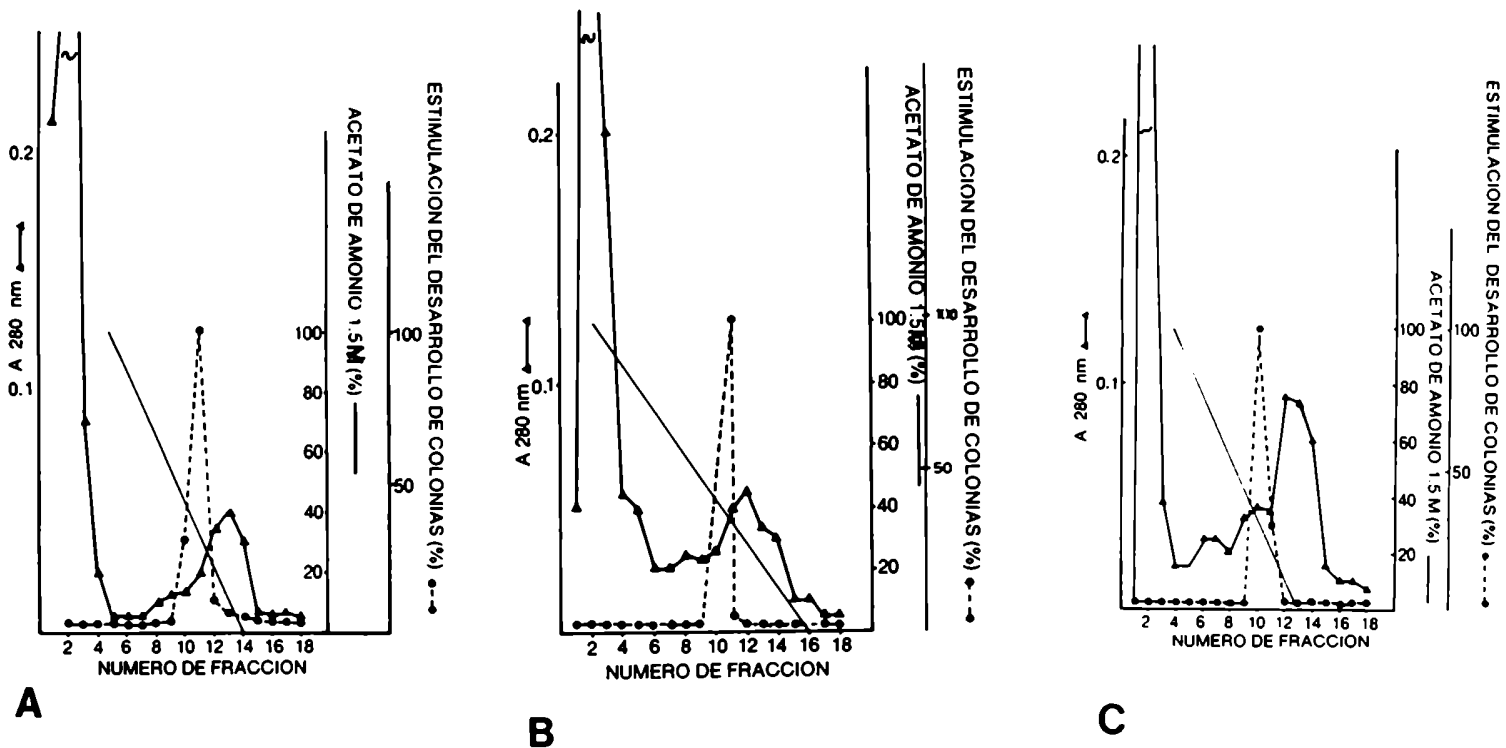 0.2
0.1
A 280 nm
100
80
60
40
20
ACETATO DE AMONIO 1.5 M (%)
100
50
ESTIMULACION DEL DESARROLLO DE COLONIAS (%)
2 4 6 8 10 12 14 16 18
NUMERO DE FRACCION
A
0.2
0.1
A 280 nm
100
80
60
40
20
ACETATO DE AMONIO 1.5 M (%)
100
50
ESTIMULACION DEL DESARROLLO DE COLONIAS (%)
2 4 6 8 10 12 14 16 18
NUMERO DE FRACCION
B
0.2
0.1
A 280 nm
100
80
60
40
20
ACETATO DE AMONIO 1.5 M (%)
100
50
ESTIMULACION DEL DESARROLLO DE COLONIAS (%)
2 4 6 8 10 12 14 16 18
NUMERO DE FRACCION
C